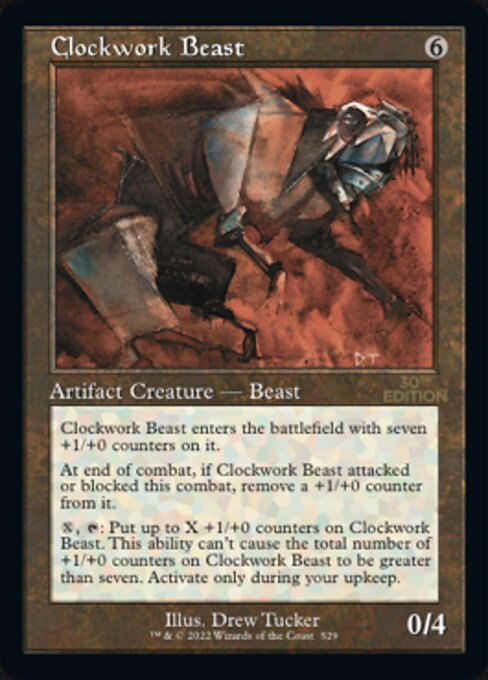 Clockwork Beast 6
DT
30TH EDITION
Artifact Creature — Beast
Clockwork Beast enters the battlefield with seven
+1/+0 counters on it.
At end of combat, if Clockwork Beast attacked
or blocked this combat, remove a +1/+0 counter
from it.
X, : Put up to X +1/+0 counters on Clockwork
Beast. This ability can't cause the total number of
+1/+0 counters on Clockwork Beast to be greater
than seven. Activate only during your upkeep.
Illus. Drew Tucker
0/4
™ & © 2022 Wizards of the Coast 529